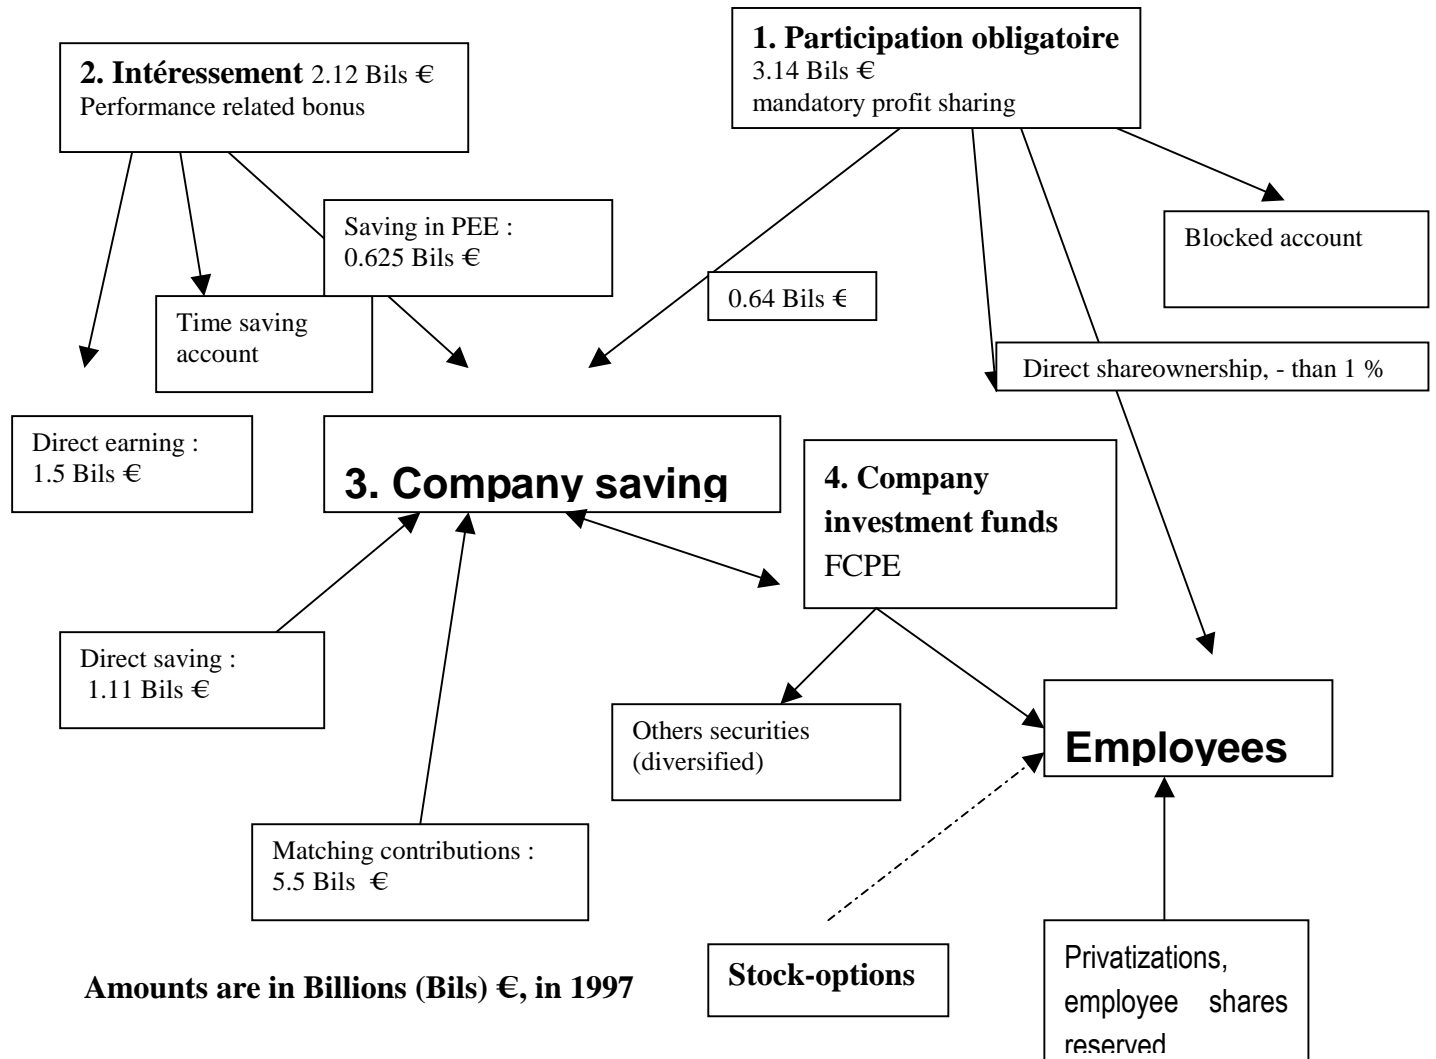 1. Participation obligatoire
3.14 Bils €
mandatory profit sharing
2. Intéressement 2.12 Bils €
Performance related bonus
Saving in PEE :
0.625 Bils €
Blocked account
0.64 Bils €
Time saving
account
Direct shareownership, - than 1 %
Direct earning :
1.5 Bils €
3. Company saving
4. Company
investment funds
FCPE
Direct saving :
1.11 Bils €
Others securities
(diversified)
Employees
Matching contributions :
5.5 Bils €
Stock-options
Privatizations,
employee shares
reserved
Amounts are in Billions (Bils) €, in 1997